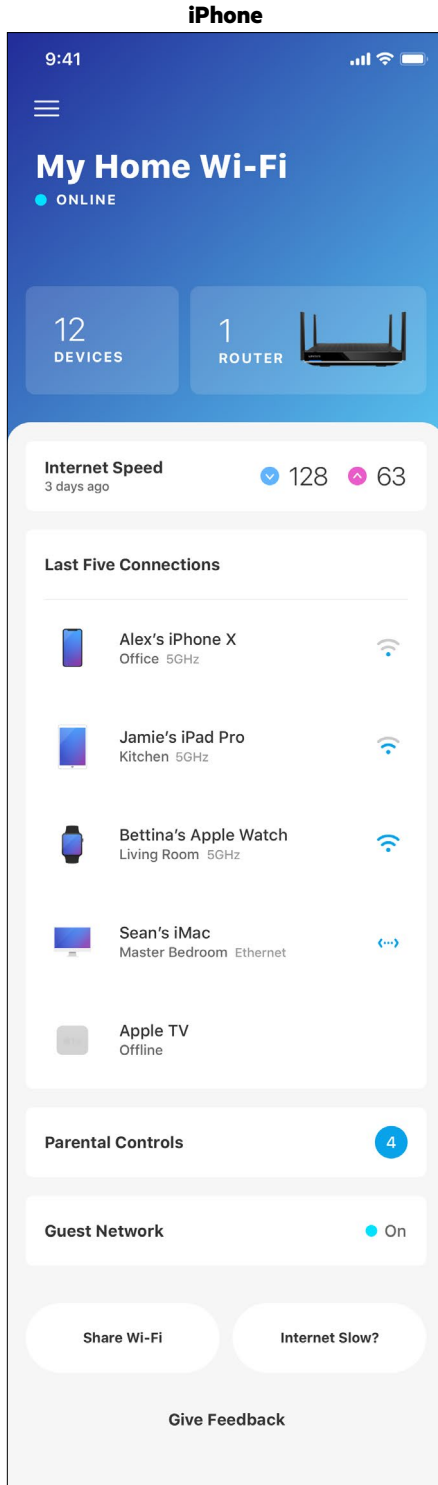 iPhone
9:41
My Home Wi-Fi
ONLINE
12
DEVICES
1
ROUTER
Internet Speed
3 days ago
128
63
Last Five Connections
Alex’s iPhone X
Office 5GHz
Jamie’s iPad Pro
Kitchen 5GHz
Bettina’s Apple Watch
Living Room 5GHz
Sean’s iMac
Master Bedroom Ethernet
Apple TV
Offline
Parental Controls
4
Guest Network
On
Share Wi-Fi
Internet Slow?
Give Feedback